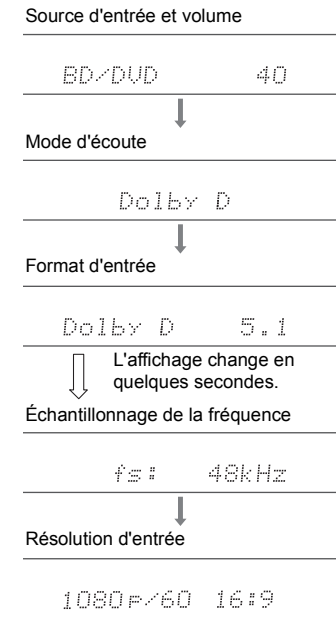 Source d'entrée et volume
BD/DVD 40
Mode d'écoute
Dolby D
Format d'entrée
Dolby D 5.1
L'affichage change en
quelques secondes.
Échantillonnage de la fréquence
fs: 48kHz
Résolution d'entrée
1080p/60 16:9